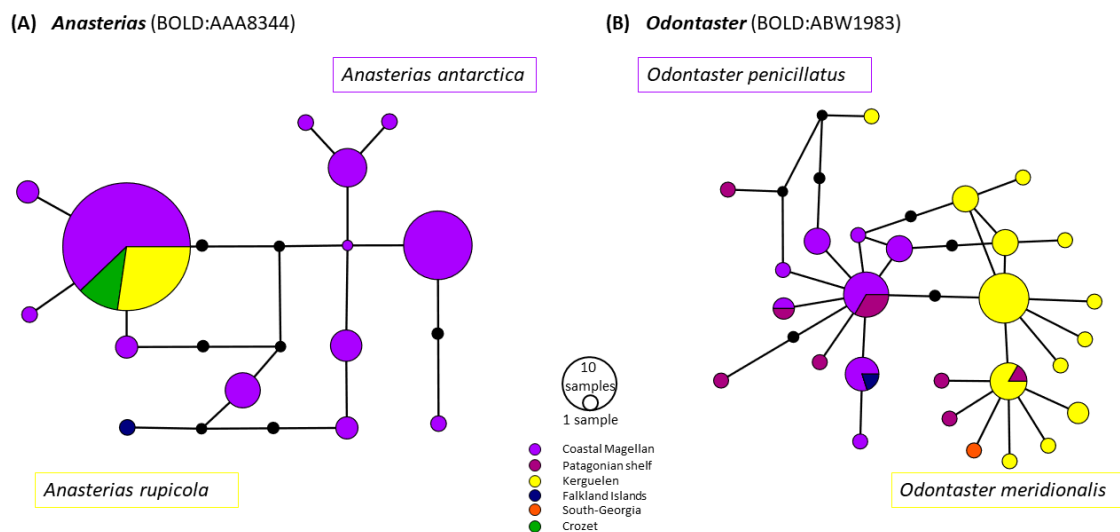 (A) Anasterias (BOLD:AAA8344)
(B) Odontaster (BOLD:ABW1983)
Anasterias antarctica
Odontaster penicillatus
10
samples
1 sample
Coastal Magellan
Patagonian shelf
Kerguelen
Falkland Islands
South-Georgia
Crozet
Anasterias rupicola
Odontaster meridionalis